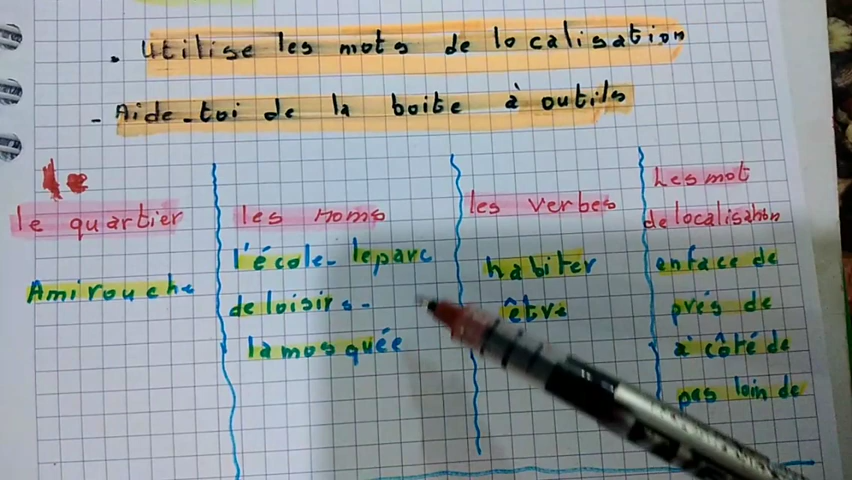 . Utilise les mots de localisation
- Aide-toi de la boite à outils
le quartier
Amirouche
les noms
l'école - le parc
de loisirs -
la mosquée
les verbes
habiter
être
Les mot
de localisation
en face de
prés de
à côté de
pas loin de